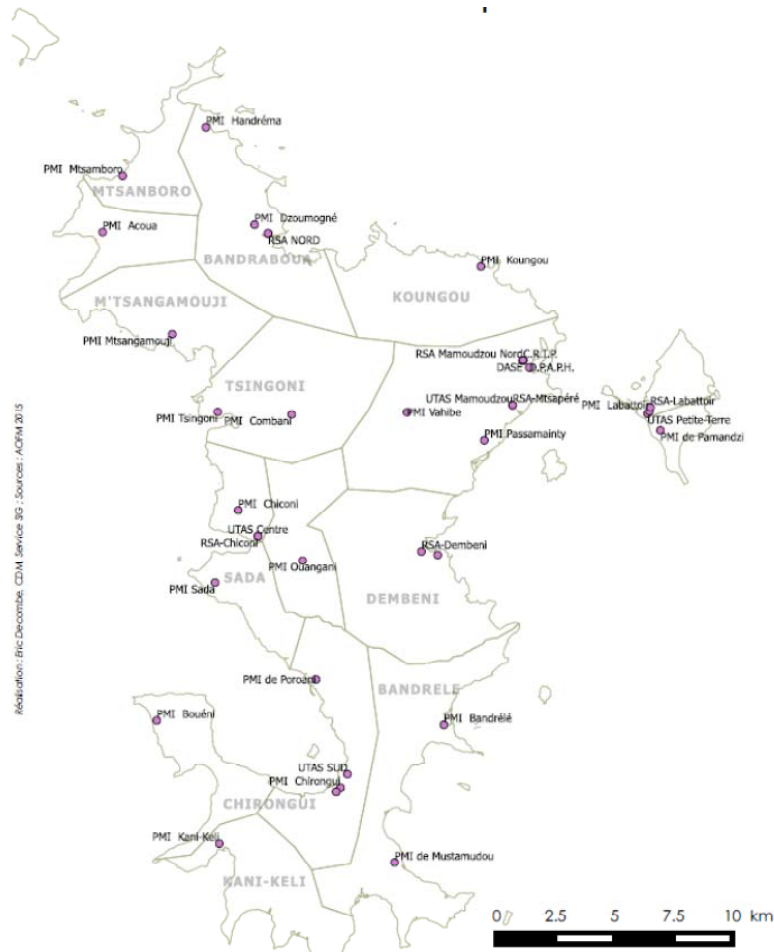 PMI Handréma
PMI Mtsamboro
MTSANBORO
PMI Acoua
PMI Dzoumogné
RSA NORD
BANDRABOUA
PMI Koungou
KOUNGOU
M'TSANGAMOUJI
PMI Mtsangamouji
RSA Mamoudzou Nord
C.R.I.P.
DASE D.P.A.P.H.
TSINGONI
PMI Tsingoni
PMI Combani
UTAS Mamoudzou
RSA-Mtsapéré
PMI Vahibe
PMI Passamainty
PMI Labattoir
RSA-Labattoir
UTAS Petite-Terre
PMI de Pamandzi
PMI Chiconi
UTAS Centre
RSA-Chiconi
PMI Ouangani
RSA-Dembeni
SADA
PMI Sada
DEMBENI
PMI de Poroani
BANDRELE
PMI Bouéni
PMI Bandrélé
UTAS SUD
PMI Chirongui
CHIRONGUI
PMI Kani-Keli
PMI de Mustamudou
KANI-KELI
0 2.5 5 7.5 10 km
Réalisation : Eric Decombe, CDM, Service SIG ; Sources : ACFM 2015